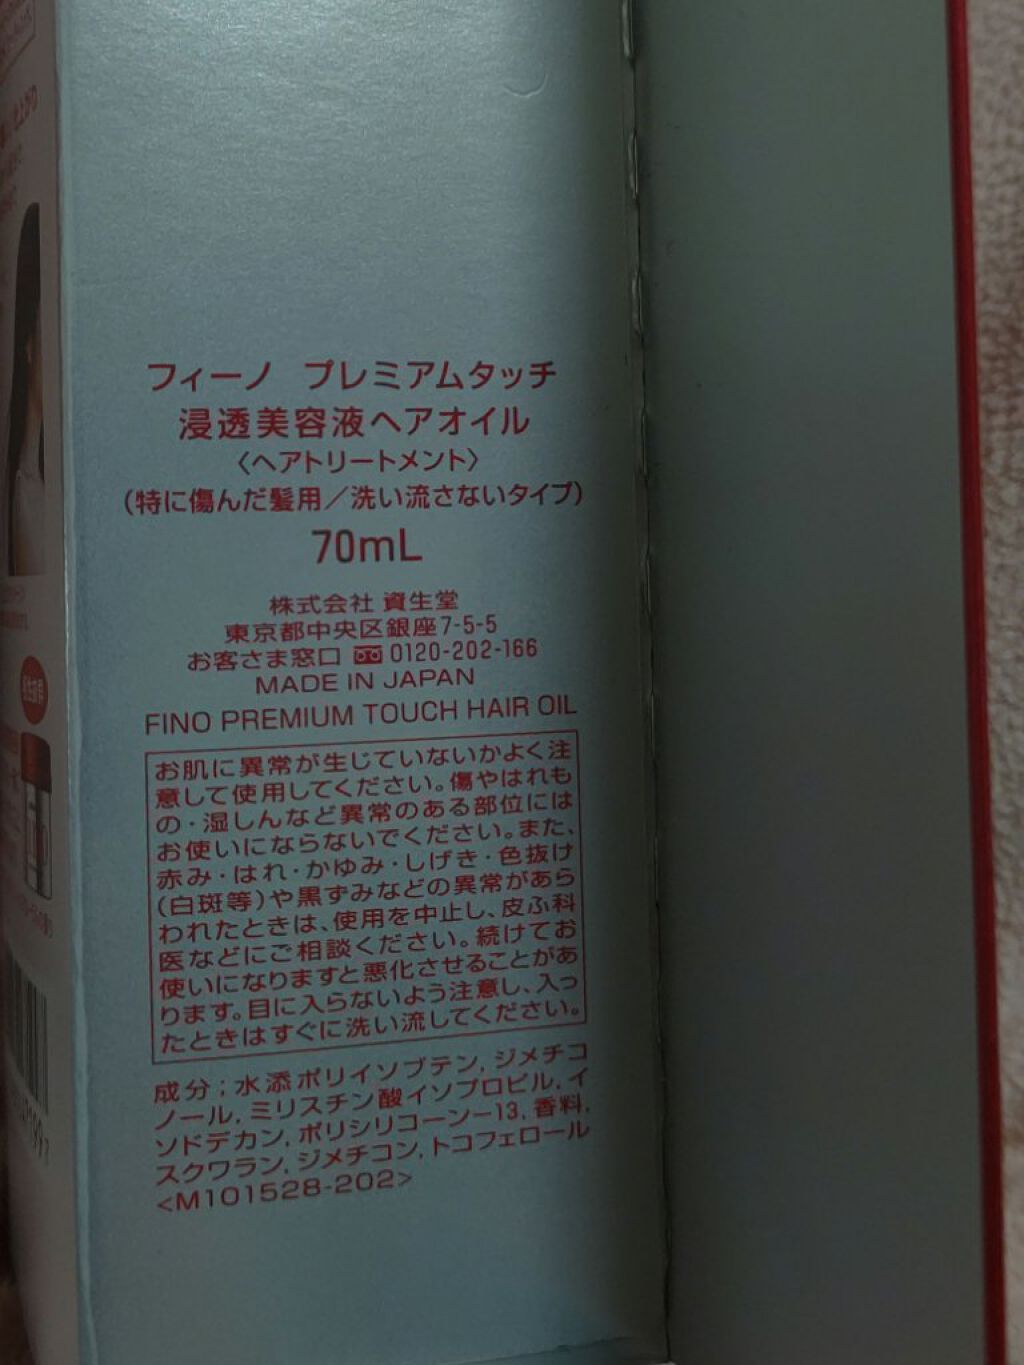 フィーノ プレミアムタッチ
浸透美容液ヘアオイル
〈ヘアトリートメント〉
(特に傷んだ髪用／洗い流さないタイプ)
70mL
株式会社 資生堂
東京都中央区銀座7-5-5
お客さま窓口 0120-202-166
MADE IN JAPAN
FINO PREMIUM TOUCH HAIR OIL
お肌に異常が生じていないかよく注
意して使用してください。傷やはれも
の・湿しんなど異常のある部位には
お使いにならないでください。また、
赤み・はれ・かゆみ・しげき・色抜け
(白斑等)や黒ずみなどの異常があら
われたときは、使用を中止し、皮ふ科
医などにご相談ください。続けてお
使いになりますと悪化させることがあ
ります。目に入らないよう注意し、入っ
たときはすぐに洗い流してください。
成分；水添ポリイソブテン, ジメチコ
ノール, ミリスチン酸イソプロピル, イ
ソドデカン, ポリシリコーン-13, 香料,
スクワラン, ジメチコン, トコフェロール
<M101528-202>